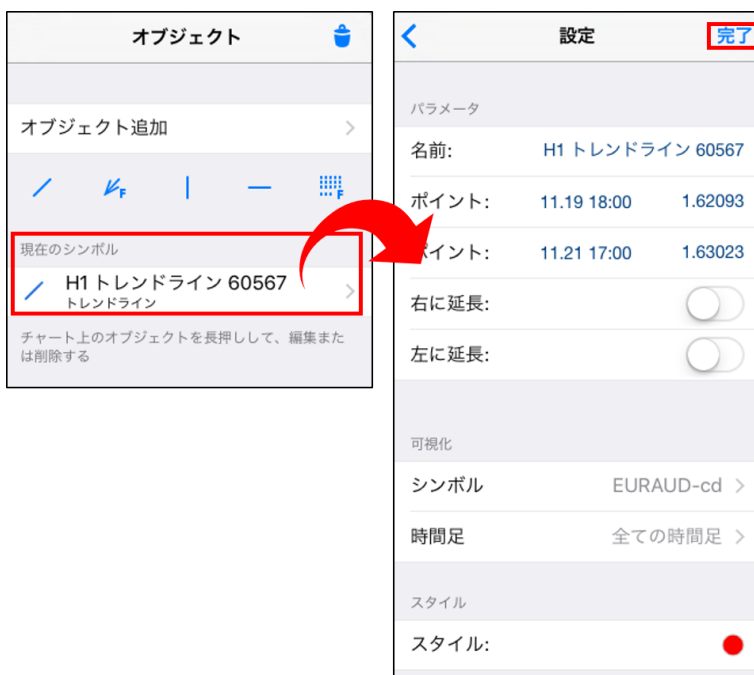 オブジェクト
オブジェクト追加
F
F
現在のシンボル
H1 トレンドライン 60567
トレンドライン
チャート上のオブジェクトを長押しして、編集また
は削除する
設定
完了
パラメータ
名前: H1 トレンドライン 60567
ポイント: 11.19 18:00 1.62093
イント: 11.21 17:00 1.63023
右に延長:
左に延長:
可視化
シンボル EURAUD-cd
時間足 全ての時間足
スタイル
スタイル: